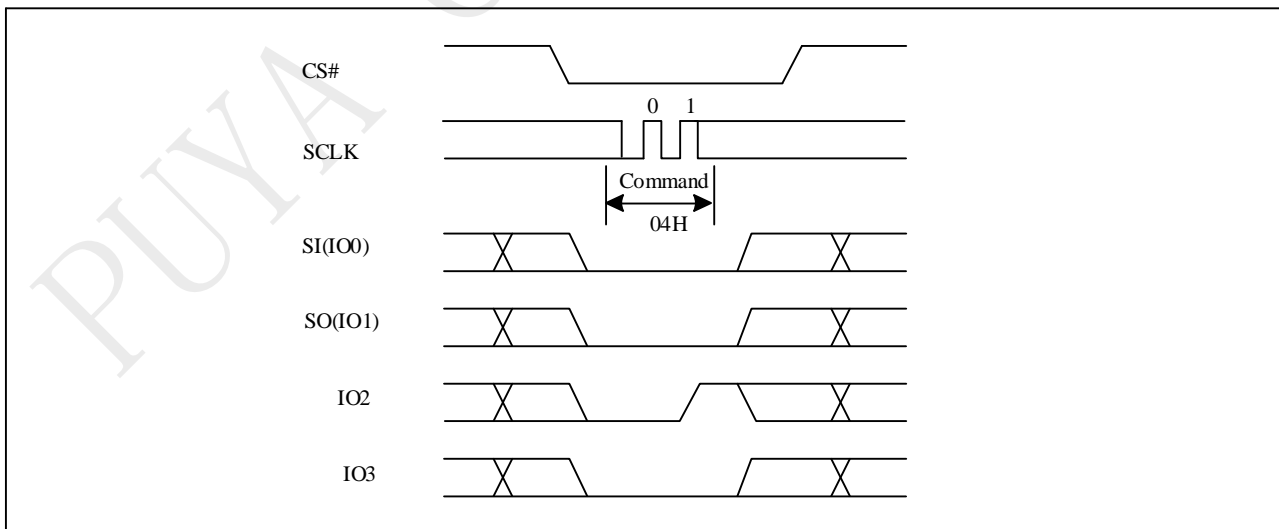 PUYA
CS#
0 1
SCLK
Command
04H
SI(IO0)
SO(IO1)
IO2
IO3